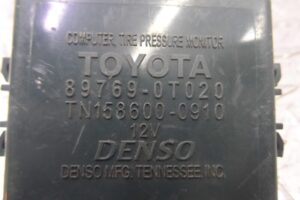 COMPUTER, TIRE PRESSURE MONITOR
TOYOTA
89769-0T020
TN158600-0910
12V
DENSO
DENSO MFG. TENNESSEE, INC.